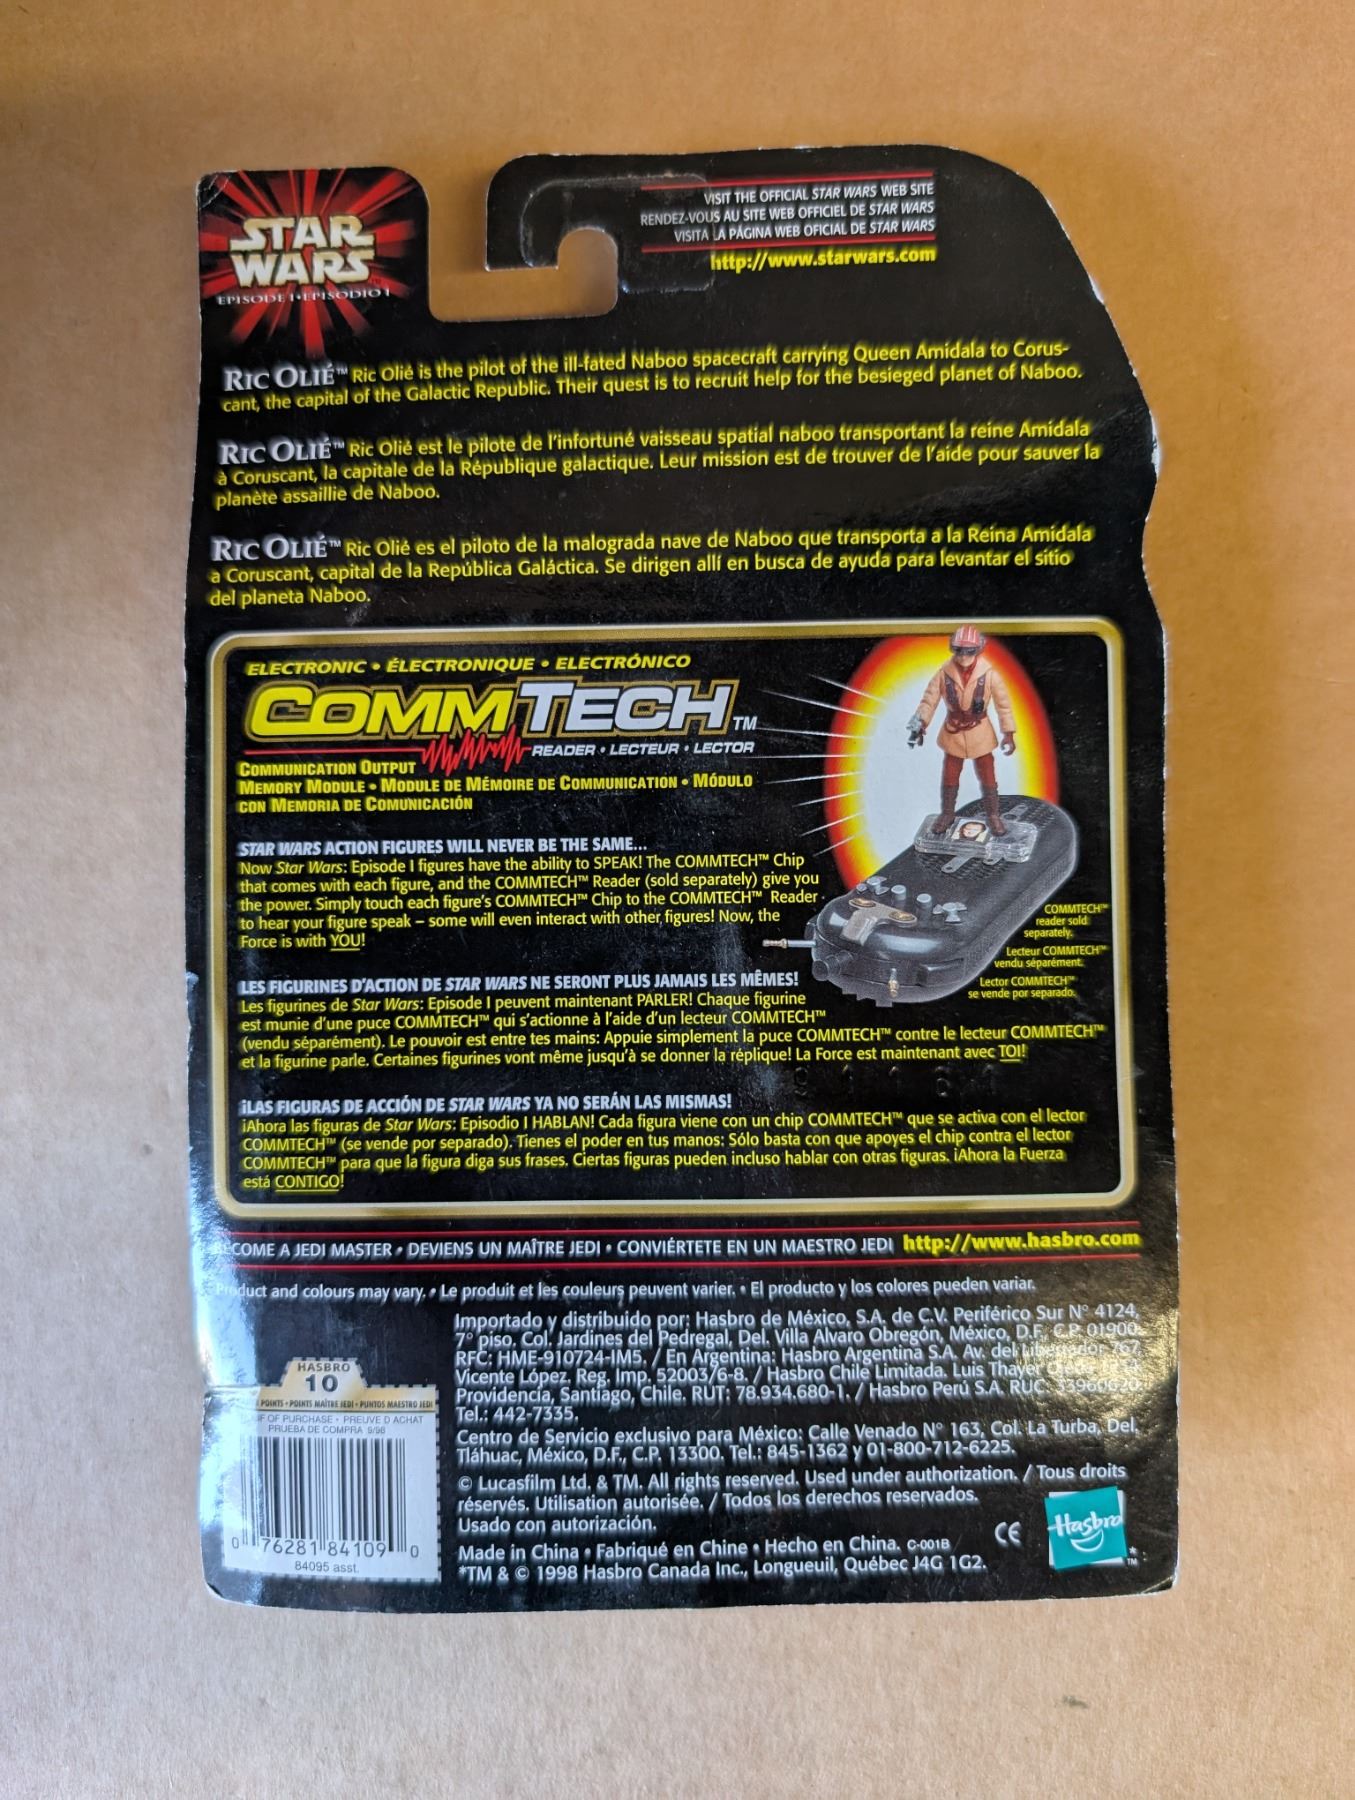 STAR
WARS
EPISODE I • EPISODIO I
VISIT THE OFFICIAL STAR WARS WEB SITE
RENDEZ-VOUS AU SITE WEB OFFICIEL DE STAR WARS
VISITA LA PÁGINA WEB OFICIAL DE STAR WARS
http://www.starwars.com
RIC OLIÉ™ Ric Olié is the pilot of the ill-fated Naboo spacecraft carrying Queen Amidala to Corus-
cant, the capital of the Galactic Republic. Their quest is to recruit help for the besieged planet of Naboo.
RIC OLIÉ™ Ric Olié est le pilote de l'infortuné vaisseau spatial naboo transportant la reine Amidala
à Coruscant, la capitale de la République galactique. Leur mission est de trouver de l'aide pour sauver la
planète assaillie de Naboo.
RIC OLIÉ™ Ric Olié es el piloto de la malograda nave de Naboo que transporta a la Reina Amidala
a Coruscant, capital de la República Galáctica. Se dirigen allí en busca de ayuda para levantar el sitio
del planeta Naboo.
ELECTRONIC • ÉLECTRONIQUE • ELECTRÓNICO
COMMTECH™
READER • LECTEUR • LECTOR
COMMUNICATION OUTPUT
MEMORY MODULE • MODULE DE MÉMOIRE DE COMMUNICATION • MÓDULO
CON MEMORIA DE COMUNICACIÓN
STAR WARS ACTION FIGURES WILL NEVER BE THE SAME...
Now Star Wars: Episode I figures have the ability to SPEAK! The COMMTECH™ Chip
that comes with each figure, and the COMMTECH™ Reader (sold separately) give you
the power. Simply touch each figure's COMMTECH™ Chip to the COMMTECH™ Reader
to hear your figure speak – some will even interact with other figures! Now, the
Force is with YOU!
COMMTECH™
reader sold
separately.
Lecteur COMMTECH™
vendu séparément.
Lector COMMTECH™
se vende por separado.
LES FIGURINES D'ACTION DE STAR WARS NE SERONT PLUS JAMAIS LES MÊMES!
Les figurines de Star Wars: Episode I peuvent maintenant PARLER! Chaque figurine
est munie d'une puce COMMTECH™ qui s'actionne à l'aide d'un lecteur COMMTECH™
(vendu séparément). Le pouvoir est entre tes mains: Appuie simplement la puce COMMTECH™ contre le lecteur COMMTECH™
et la figurine parle. Certaines figurines vont même jusqu'à se donner la réplique! La Force est maintenant avec TOI!
¡LAS FIGURAS DE ACCIÓN DE STAR WARS YA NO SERÁN LAS MISMAS!
¡Ahora las figuras de Star Wars: Episodio I HABLAN! Cada figura viene con un chip COMMTECH™ que se activa con el lector
COMMTECH™ (se vende por separado). Tienes el poder en tus manos: Sólo basta con que apoyes el chip contra el lector
COMMTECH™ para que la figura diga sus frases. Ciertas figuras pueden incluso hablar con otras figuras. ¡Ahora la Fuerza
está CONTIGO!
BECOME A JEDI MASTER • DEVIENS UN MAÎTRE JEDI • CONVIÉRTETE EN UN MAESTRO JEDI http://www.hasbro.com
Product and colours may vary. • Le produit et les couleurs peuvent varier. • El producto y los colores pueden variar.
Importado y distribuido por: Hasbro de México, S.A. de C.V. Periférico Sur N° 4124,
7° piso, Col. Jardines del Pedregal, Del. Villa Alvaro Obregón, México, D.F. C.P. 01900.
RFC: HME-910724-IM5. / En Argentina: Hasbro Argentina S.A. Av. del Libertador 767,
Vicente López. Reg. Imp. 52003/6-8. / Hasbro Chile Limitada. Luis Thayer
Providencia, Santiago, Chile. RUT: 78.934.680-1. / Hasbro Perú S.A. RUC:
Tel.: 442-7335.
Centro de Servicio exclusivo para México: Calle Venado N° 163, Col. La Turba, Del.
Tláhuac, México, D.F., C.P. 13300. Tel.: 845-1362 y 01-800-712-6225.
© Lucasfilm Ltd. & TM. All rights reserved. Used under authorization. / Tous droits
réservés. Utilisation autorisée. / Todos los derechos reservados.
Usado con autorización.
Made in China • Fabriqué en Chine • Hecho en China. C-001B
*TM & © 1998 Hasbro Canada Inc., Longueuil, Québec J4G 1G2.
CE
Hasbro
*™
HASBRO
10
POINTS • POINTS MAÎTRE JEDI • PUNTOS MAESTRO JEDI
OF PURCHASE • PREUVE D ACHAT
PRUEBA DE COMPRA 9/98
0 76281 84109 0
84095 asst.